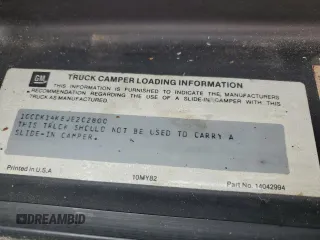 GM
TRUCK CAMPER LOADING INFORMATION
THIS INFORMATION IS FURNISHED TO INDICATE THE MANUFACTURERS
RECOMMENDATION REGARDING THE USE OF A SLIDE-IN CAMPER ON THIS
TRUCK AS MANUFACTURED.
THIS TRUCK SHOULD NOT BE USED TO CARRY A
SLIDE-IN CAMPER.
Printed in U.S.A.
10MY82
Part No. 14042994